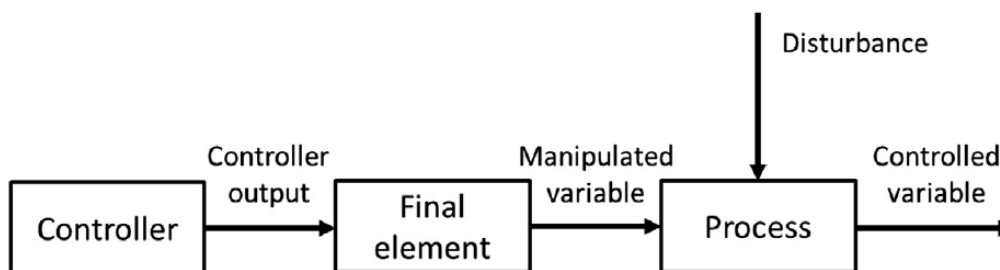 Disturbance
Controller
output
Manipulated
variable
Controlled
variable
Controller
Final
element
Process